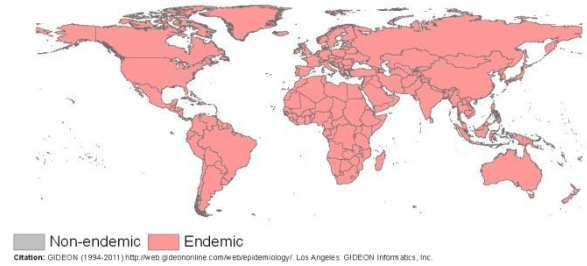 Non-endemic Endemic
Citation: GIDEON (1994-2011) http://web.gideononline.com/web/epidemiology/. Los Angeles: GIDEON Informatics, Inc.